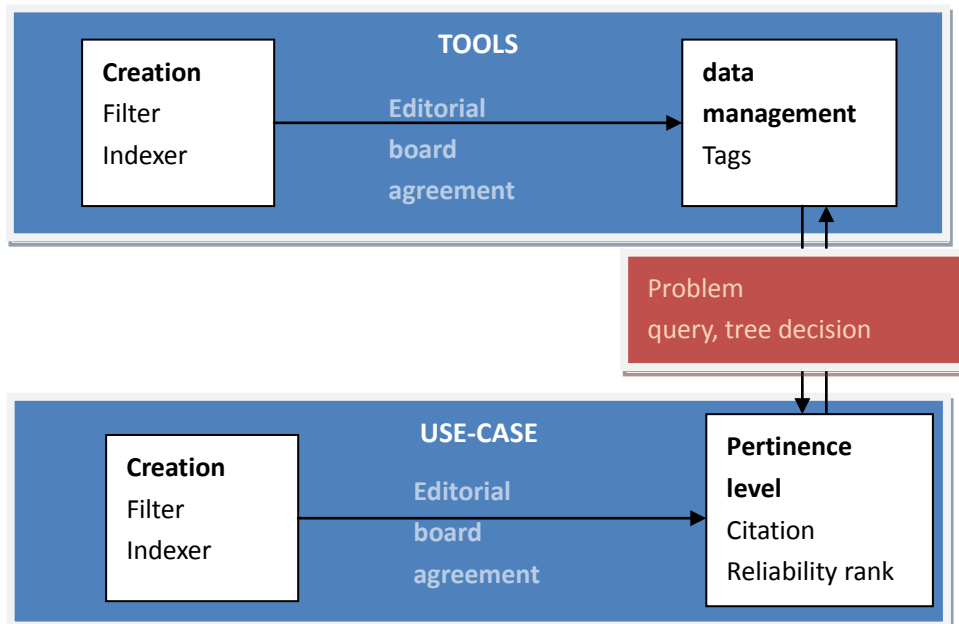 TOOLS
Creation
Filter
Indexer
Editorial
board
agreement
data
management
Tags
Problem
query, tree decision
USE-CASE
Creation
Filter
Indexer
Editorial
board
agreement
Pertinence
level
Citation
Reliability rank